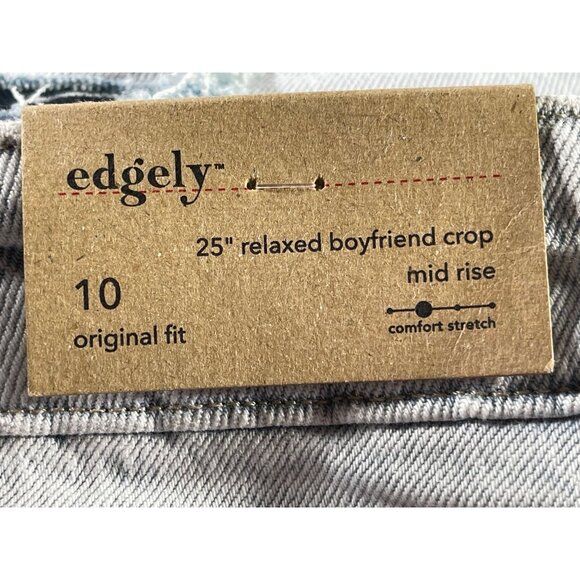 edgely™
25" relaxed boyfriend crop
mid rise
10
original fit
comfort stretch